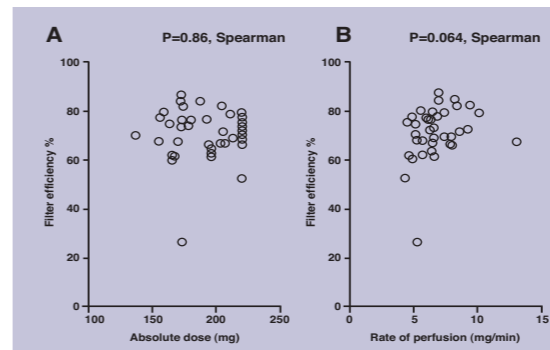 A P=0.86, Spearman
100
80
60
40
20
0
Filter efficiency %
100 150 200 250
Absolute dose (mg)
B P=0.064, Spearman
100
80
60
40
20
0
Filter efficiency %
0 5 10 15
Rate of perfusion (mg/min)